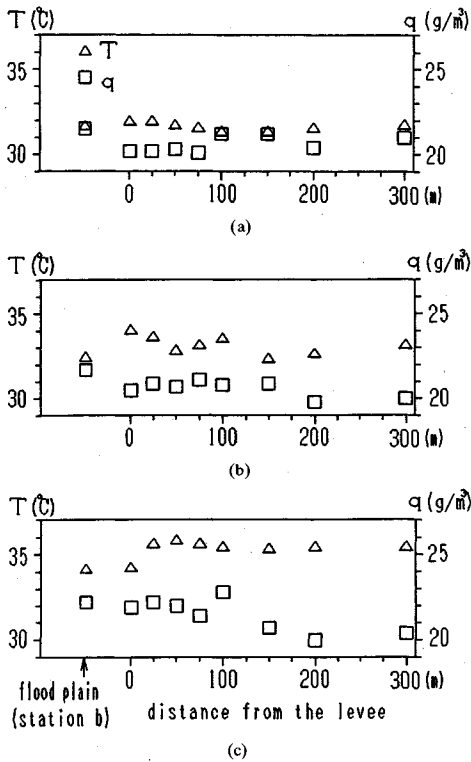 T (℃) q (g/m³)
35 25
30 20
T
q
0 100 200 300 (m)
(a)
T (℃) q (g/m³)
35 25
30 20
0 100 200 300 (m)
(b)
T (℃) q (g/m³)
35 25
30 20
0 100 200 300 (m)
flood plain
(station b)
distance from the levee
(c)